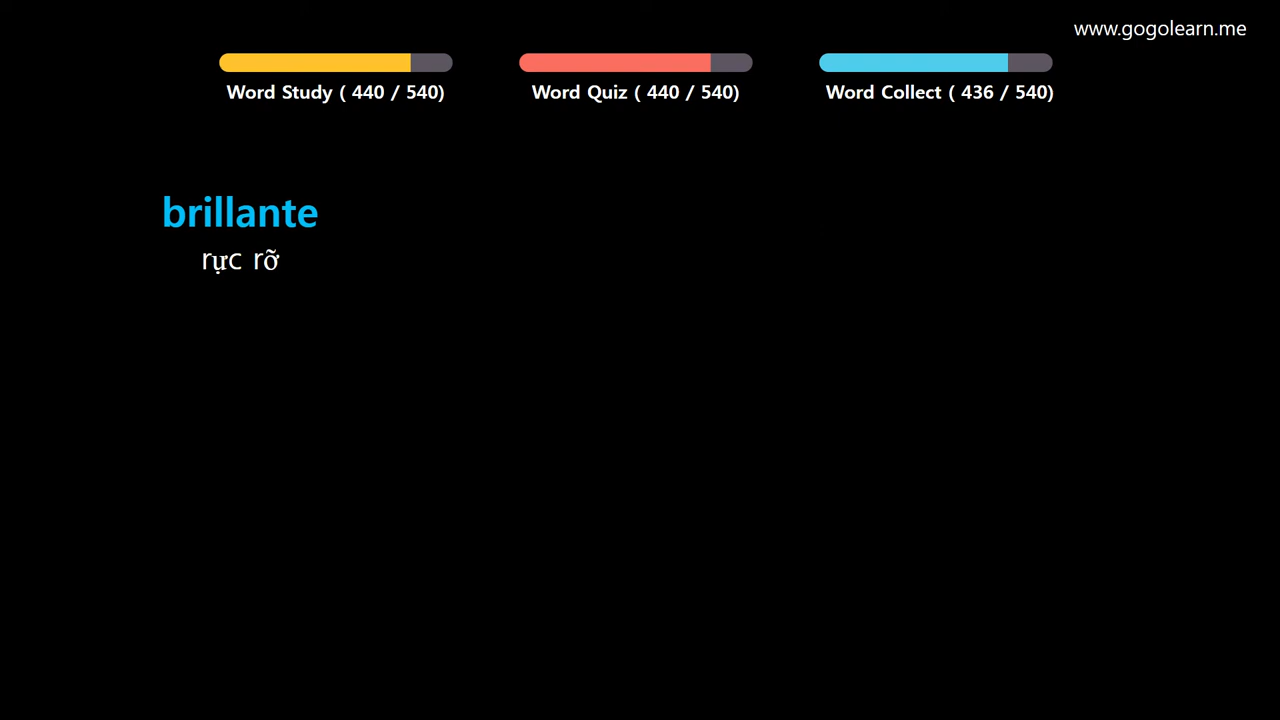 www.gogolearn.me
Word Study ( 440 / 540)
Word Quiz ( 440 / 540)
Word Collect ( 436 / 540)
brillante
rực rỡ